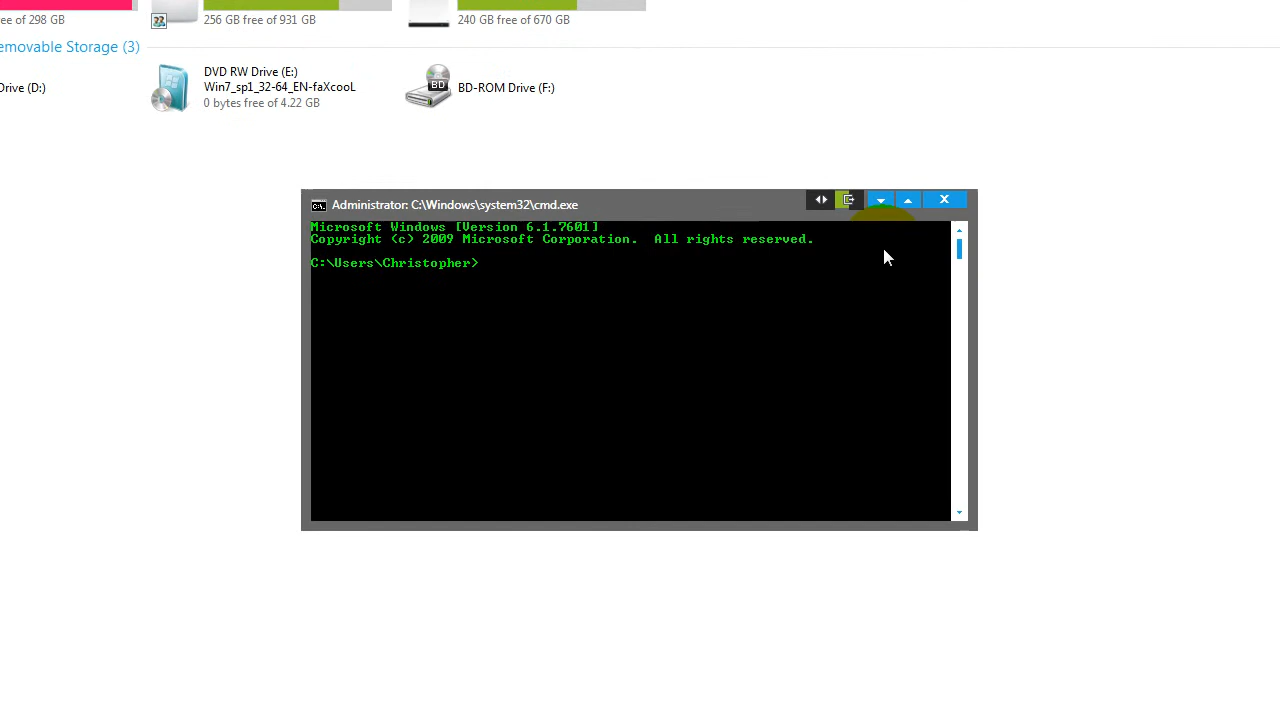 ee of 298 GB
256 GB free of 931 GB
240 GB free of 670 GB
emovable Storage (3)
Drive (D:)
DVD RW Drive (E:)
Win7_sp1_32-64_EN-faXcooL
0 bytes free of 4.22 GB
BD
BD-ROM Drive (F:)
C:\.
Administrator: C:\Windows\system32\cmd.exe
Microsoft Windows [Version 6.1.7601]
Copyright (c) 2009 Microsoft Corporation.  All rights reserved.
C:\Users\Christopher>